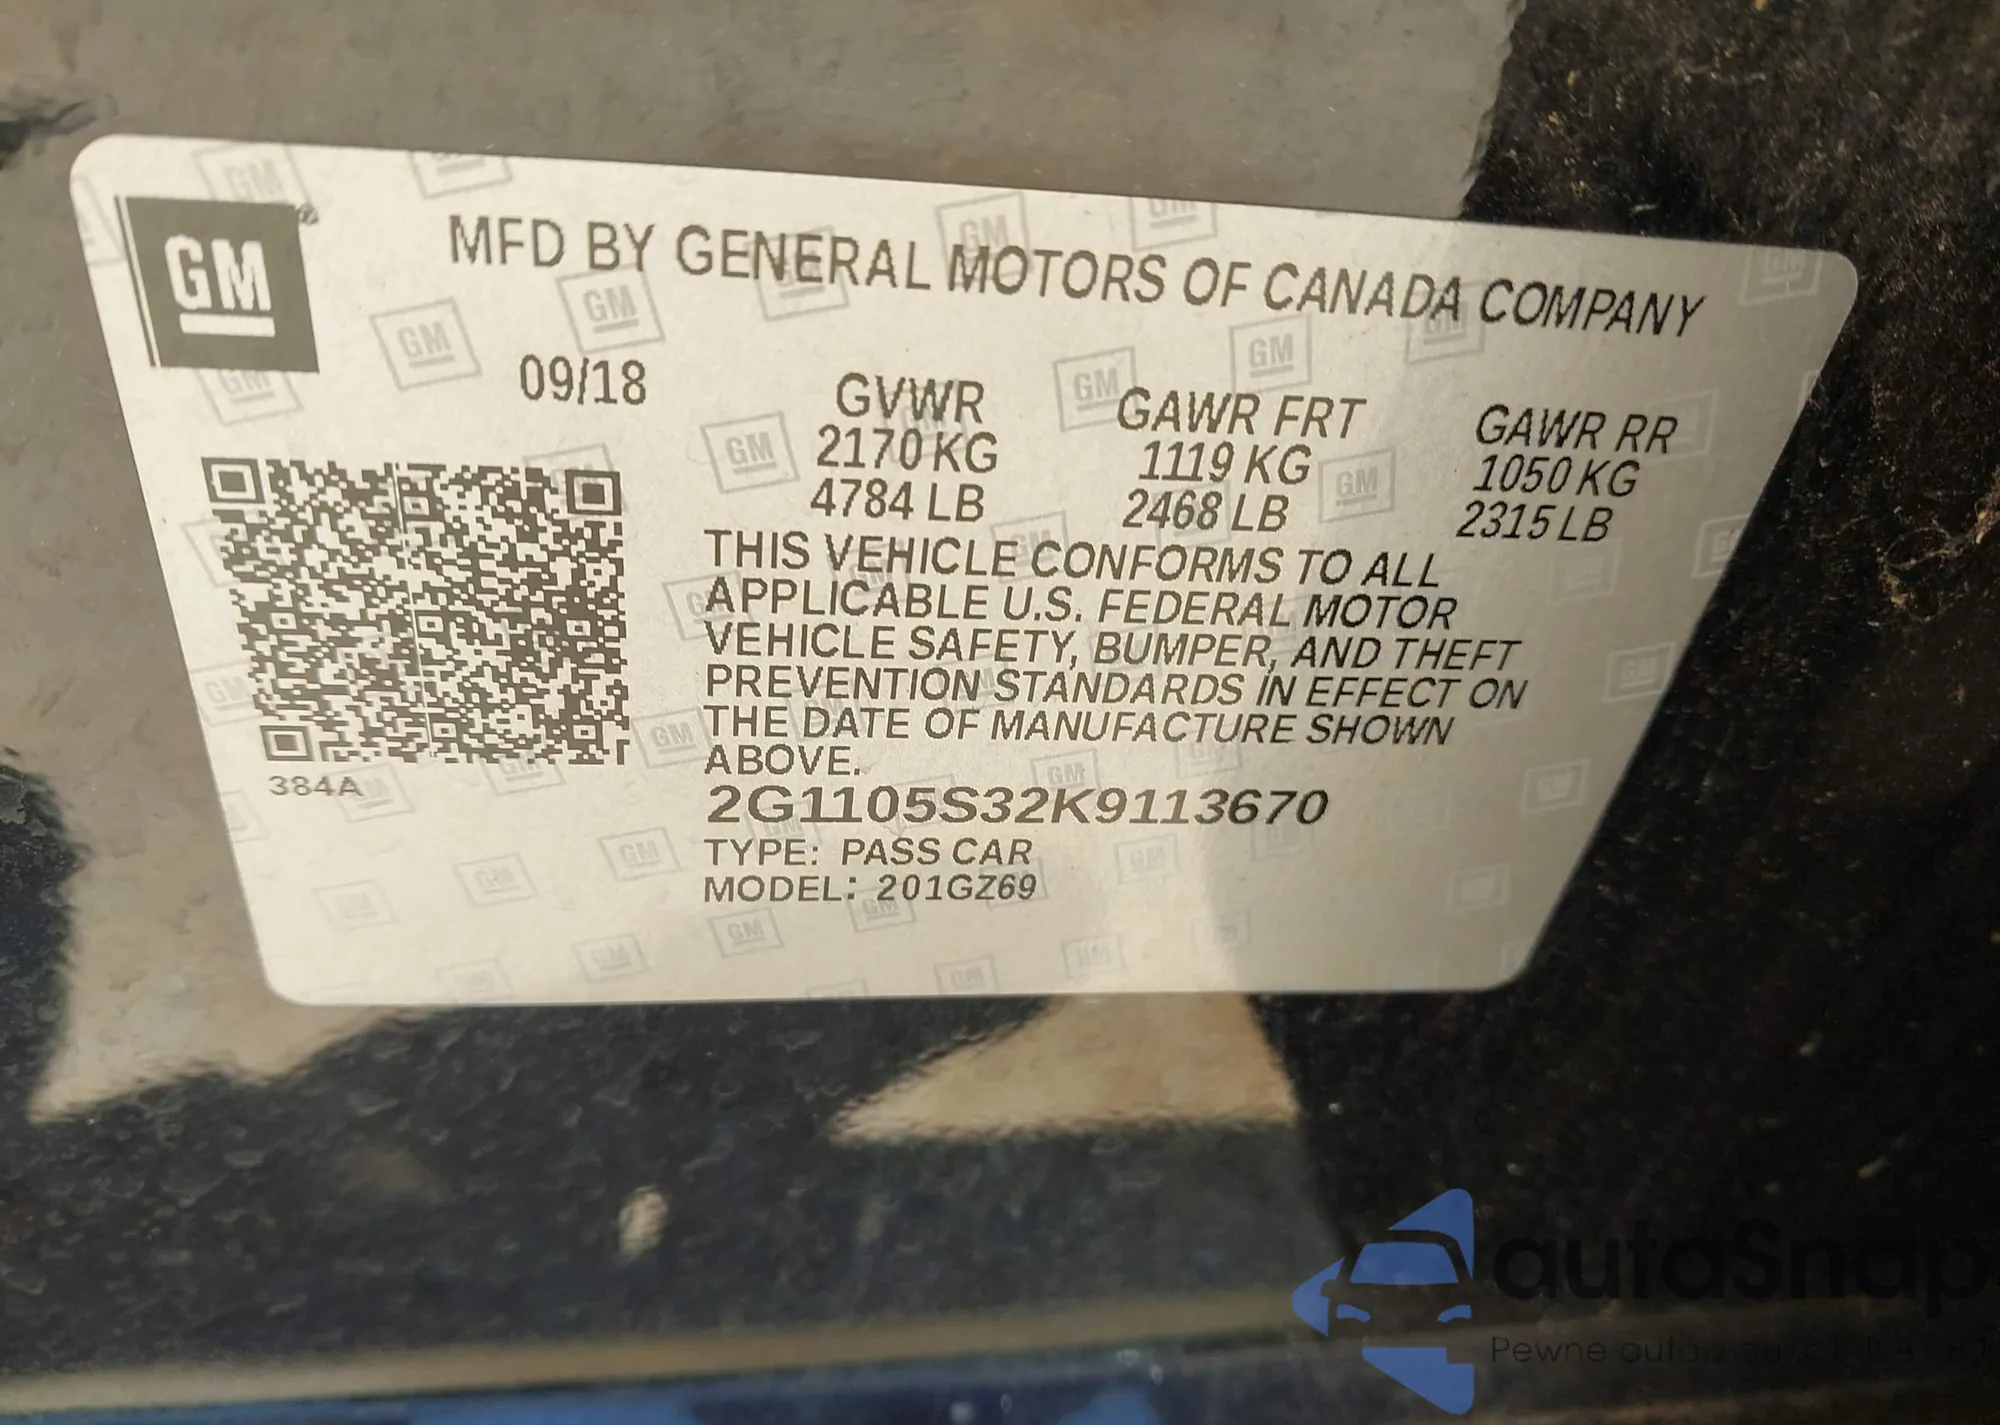 GM
MFD BY GENERAL MOTORS OF CANADA COMPANY
09/18
GVWR
2170 KG
4784 LB
GAWR FRT
1119 KG
2468 LB
GAWR RR
1050 KG
2315 LB
THIS VEHICLE CONFORMS TO ALL
APPLICABLE U.S. FEDERAL MOTOR
VEHICLE SAFETY, BUMPER, AND THEFT
PREVENTION STANDARDS IN EFFECT ON
THE DATE OF MANUFACTURE SHOWN
ABOVE.
384A
2G1105S32K9113670
TYPE: PASS CAR
MODEL: 201GZ69
autaSnap
Pewne auta